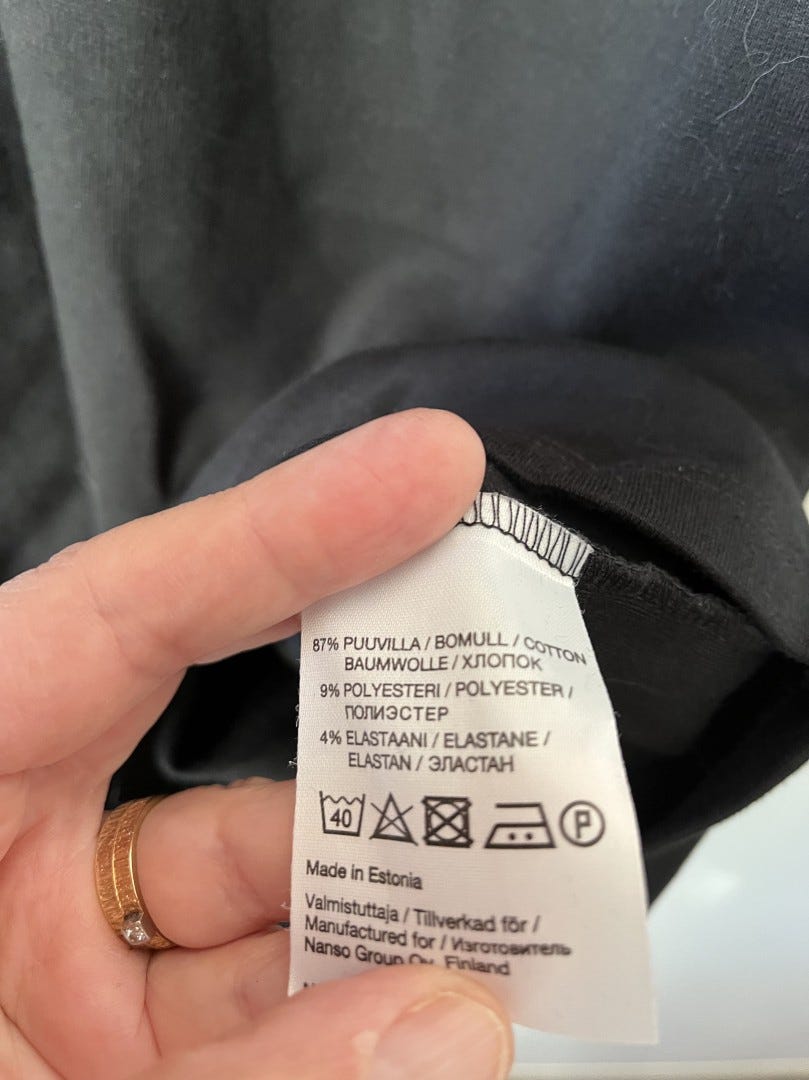 87% PUUVILLA / BOMULL / COTTON
BAUMWOLLE / ХЛОПОК
9% POLYESTERI / POLYESTER /
ПОЛИЭСТЕР
4% ELASTAANI / ELASTANE /
ELASTAN / ЭЛАСТАН
40 P
Made in Estonia
Valmistuttaja / Tillverkad för /
Manufactured for / Изготовитель
Nanso Group Oy, Finland